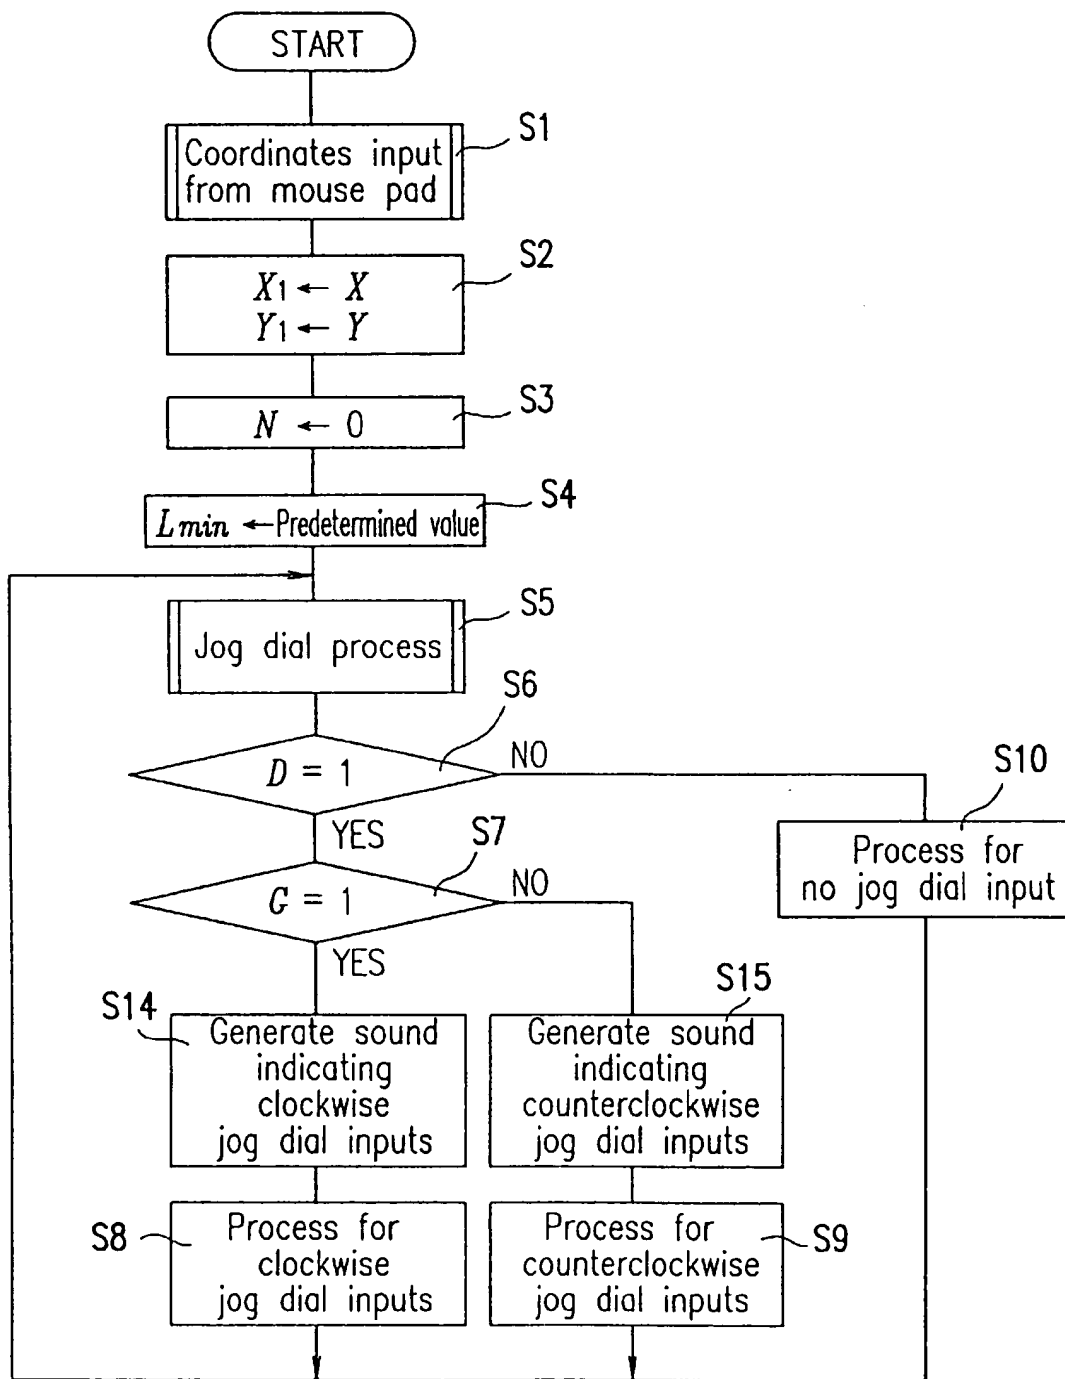 START
S1
Coordinates input
from mouse pad
S2
X1 ← X
Y1 ← Y
S3
N ← 0
S4
Lmin ← Predetermined value
S5
Jog dial process
S6
D = 1
NO
S10
YES
Process for
no jog dial input
S7
G = 1
NO
YES
S14
Generate sound
indicating
clockwise
jog dial inputs
S15
Generate sound
indicating
counterclockwise
jog dial inputs
S8
Process for
clockwise
jog dial inputs
Process for
counterclockwise
jog dial inputs
S9